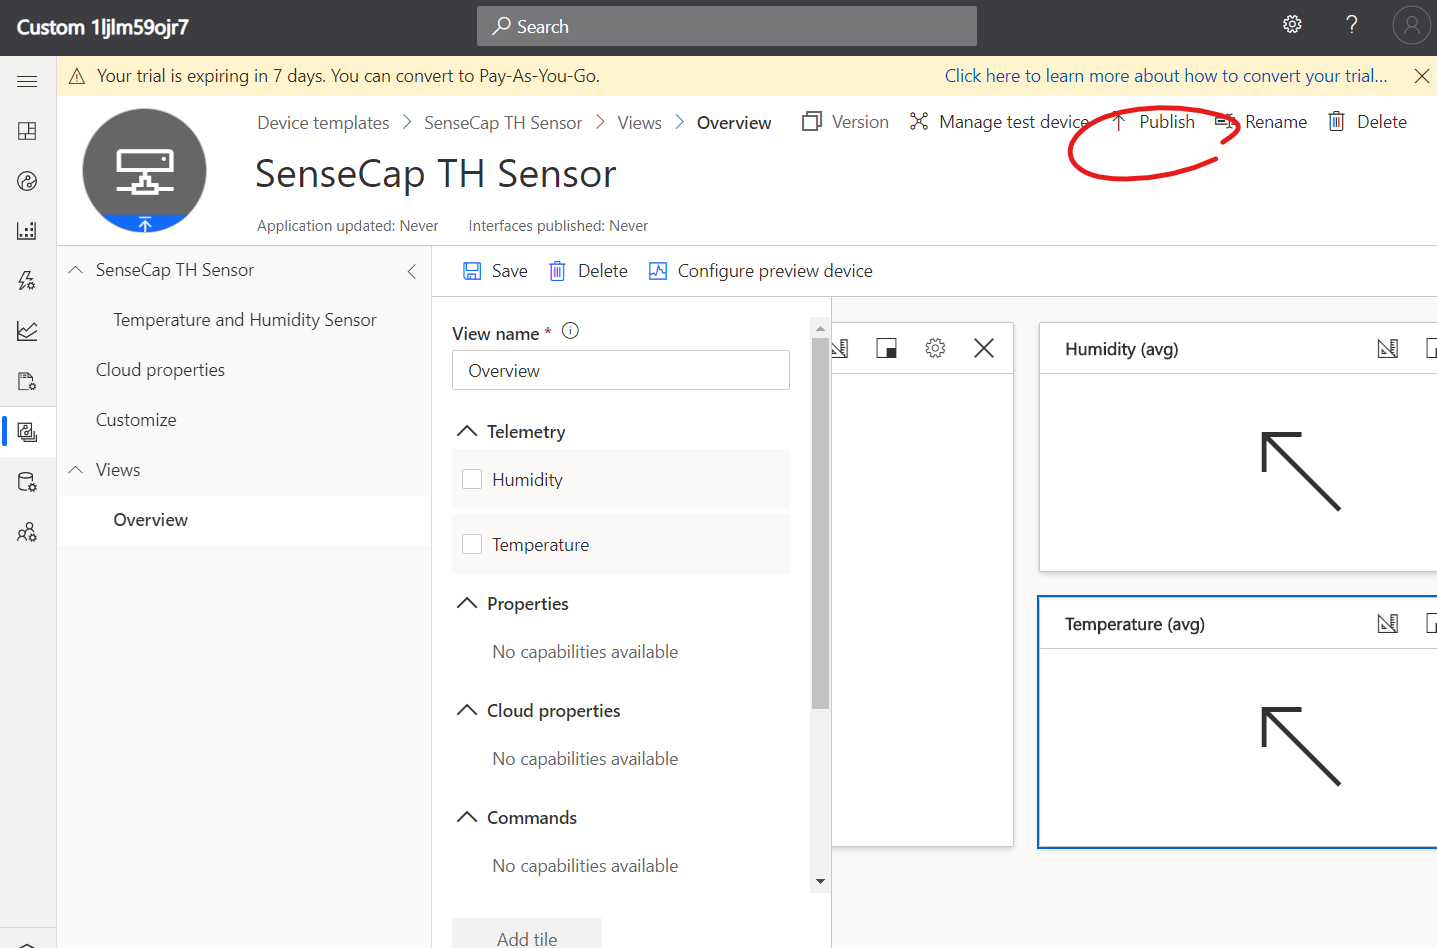 Custom 1ljlm59ojr7
Search
?
Your trial is expiring in 7 days. You can convert to Pay-As-You-Go.
Click here to learn more about how to convert your trial...
Device templates > SenseCap TH Sensor > Views > Overview
Version
Manage test device
Publish
Rename
Delete
SenseCap TH Sensor
Application updated: Never
Interfaces published: Never
SenseCap TH Sensor
Temperature and Humidity Sensor
Cloud properties
Customize
Views
Overview
Save
Delete
Configure preview device
View name *
Overview
Telemetry
Humidity
Temperature
Properties
No capabilities available
Cloud properties
No capabilities available
Commands
No capabilities available
Add tile
Humidity (avg)
Temperature (avg)